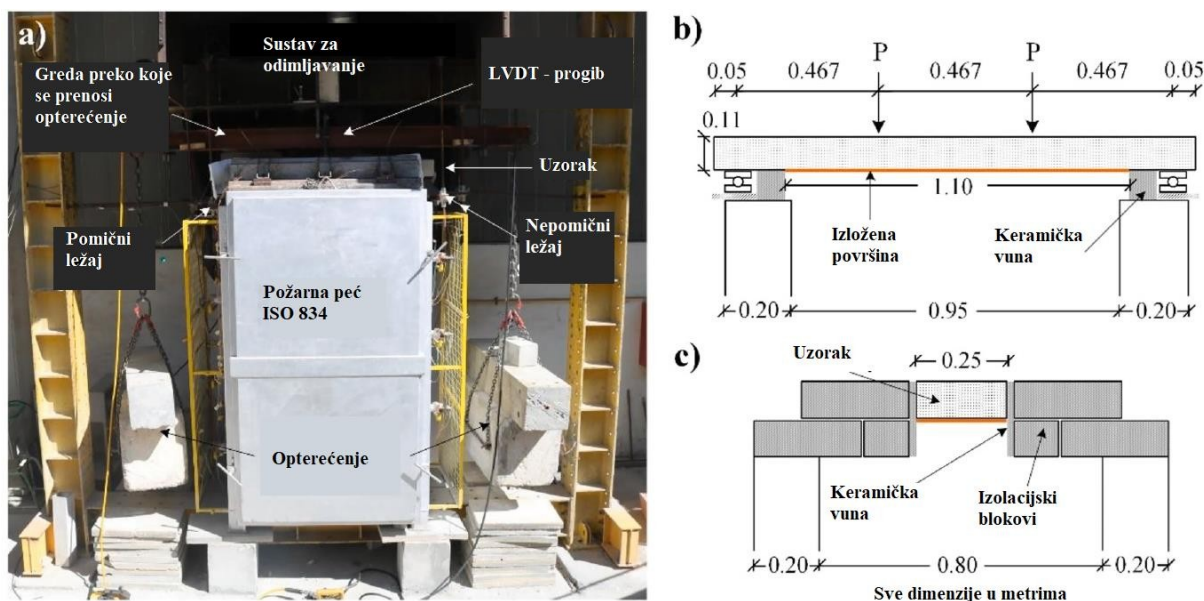 a)
Sustav za
odimljavanje
Greda preko koje
se prenosi
opterećenje
LVDT - progib
Uzorak
Pomični
ležaj
Nepomični
ležaj
Požarna peć
ISO 834
Opterećenje
b)
P P
0.05 0.467 0.467 0.467 0.05
0.11
1.10
Izložena
površina
Keramička
vuna
0.20 0.95 0.20
c)
Uzorak
0.25
Keramička
vuna
Izolacijski
blokovi
0.20 0.80 0.20
Sve dimenzije u metrima